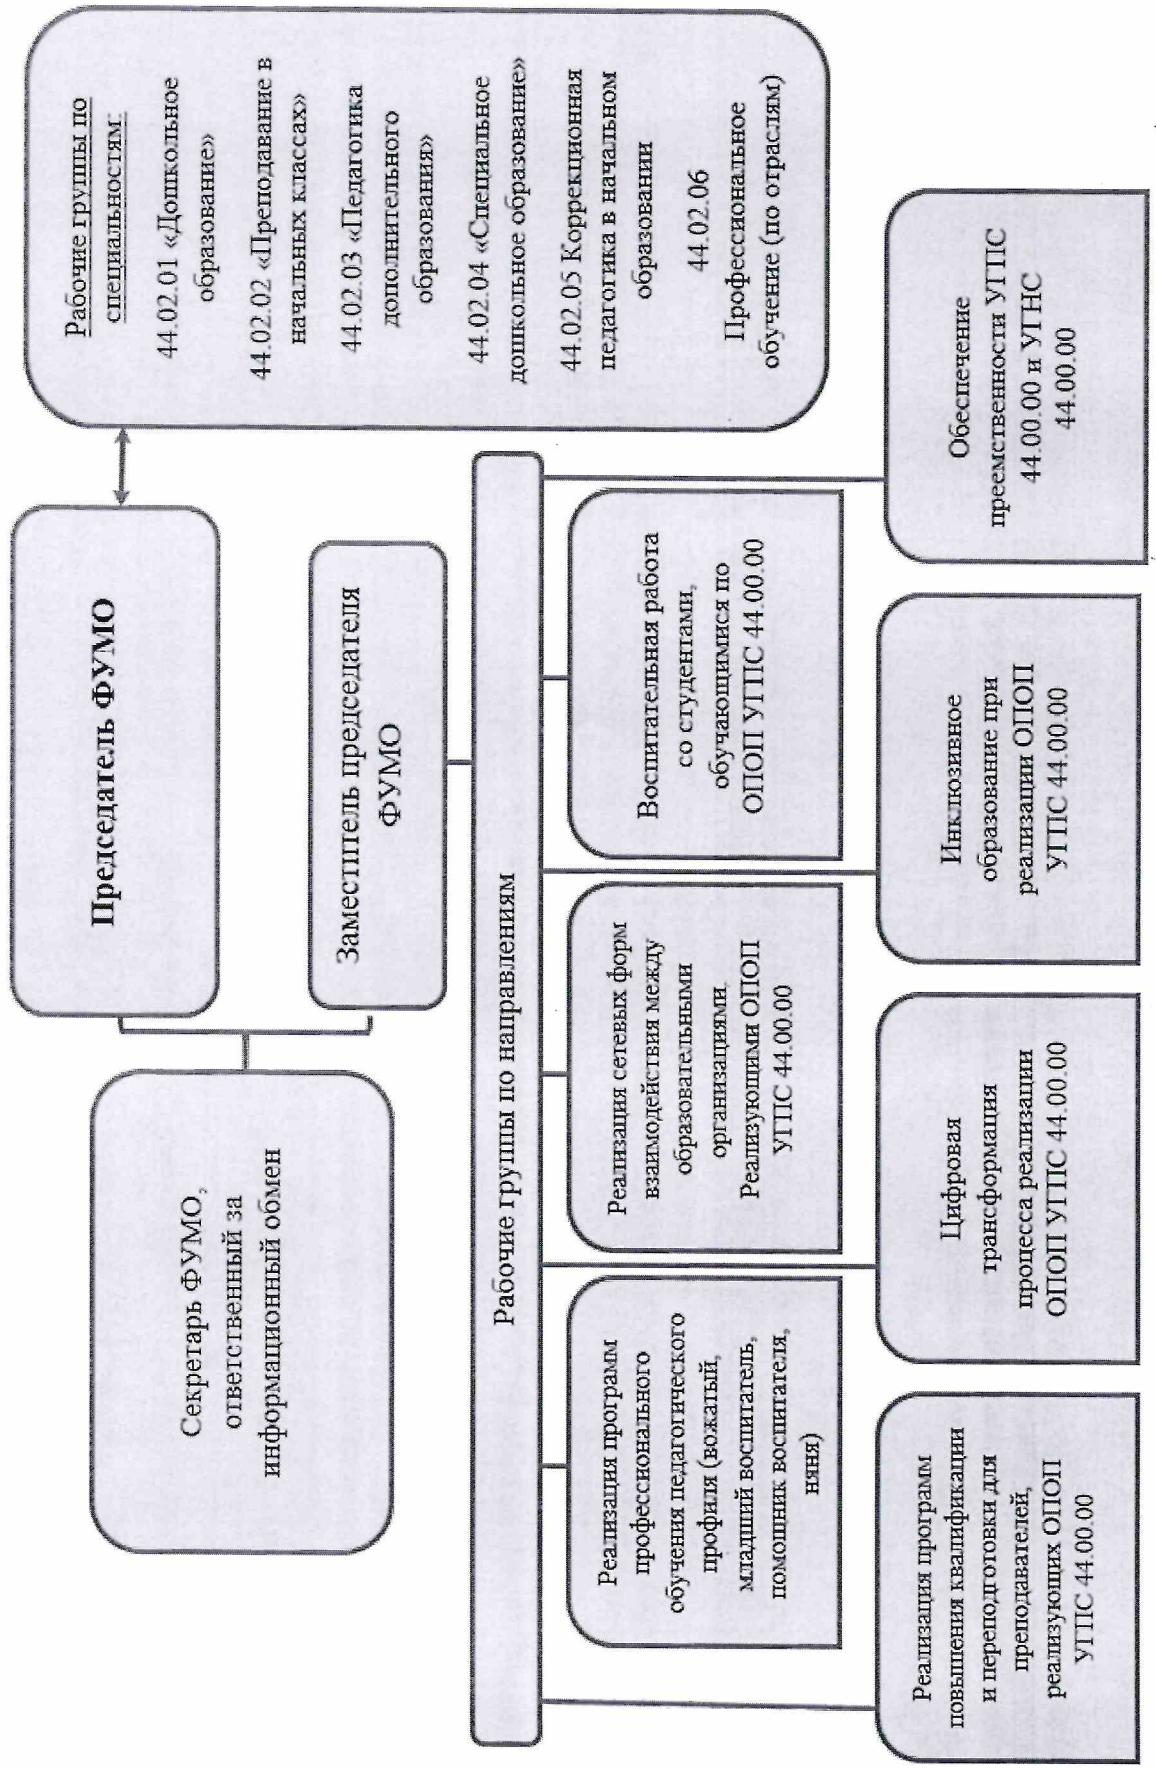 Председатель ФУМО
Секретарь ФУМО,
ответственный за
информационный обмен
Заместитель председателя
ФУМО
Рабочие группы по
специальностям:
44.02.01 «Дошкольное
образование»
44.02.02 «Преподавание в
начальных классах»
44.02.03 «Педагогика
дополнительного
образования»
44.02.04 «Специальное
дошкольное образование»
44.02.05 Коррекционная
педагогика в начальном
образовании
44.02.06
Профессиональное
обучение (по отраслям)
Рабочие группы по направлениям
Реализация программ
профессионального
обучения педагогического
профиля (вожатый,
младший воспитатель,
помощник воспитателя,
няня)
Реализация сетевых форм
взаимодействия между
образовательными
организациями,
Реализующими ОПОП
УГПС 44.00.00
Воспитательная работа
со студентами,
обучающимися по
ОПОП УГПС 44.00.00
Реализация программ
повышения квалификации
и переподготовки для
преподавателей,
реализующих ОПОП
УГПС 44.00.00
Цифровая
трансформация
процесса реализации
ОПОП УГПС 44.00.00
Инклюзивное
образование при
реализации ОПОП
УГПС 44.00.00
Обеспечение
преемственности УГПС
44.00.00 и УГНС
44.00.00